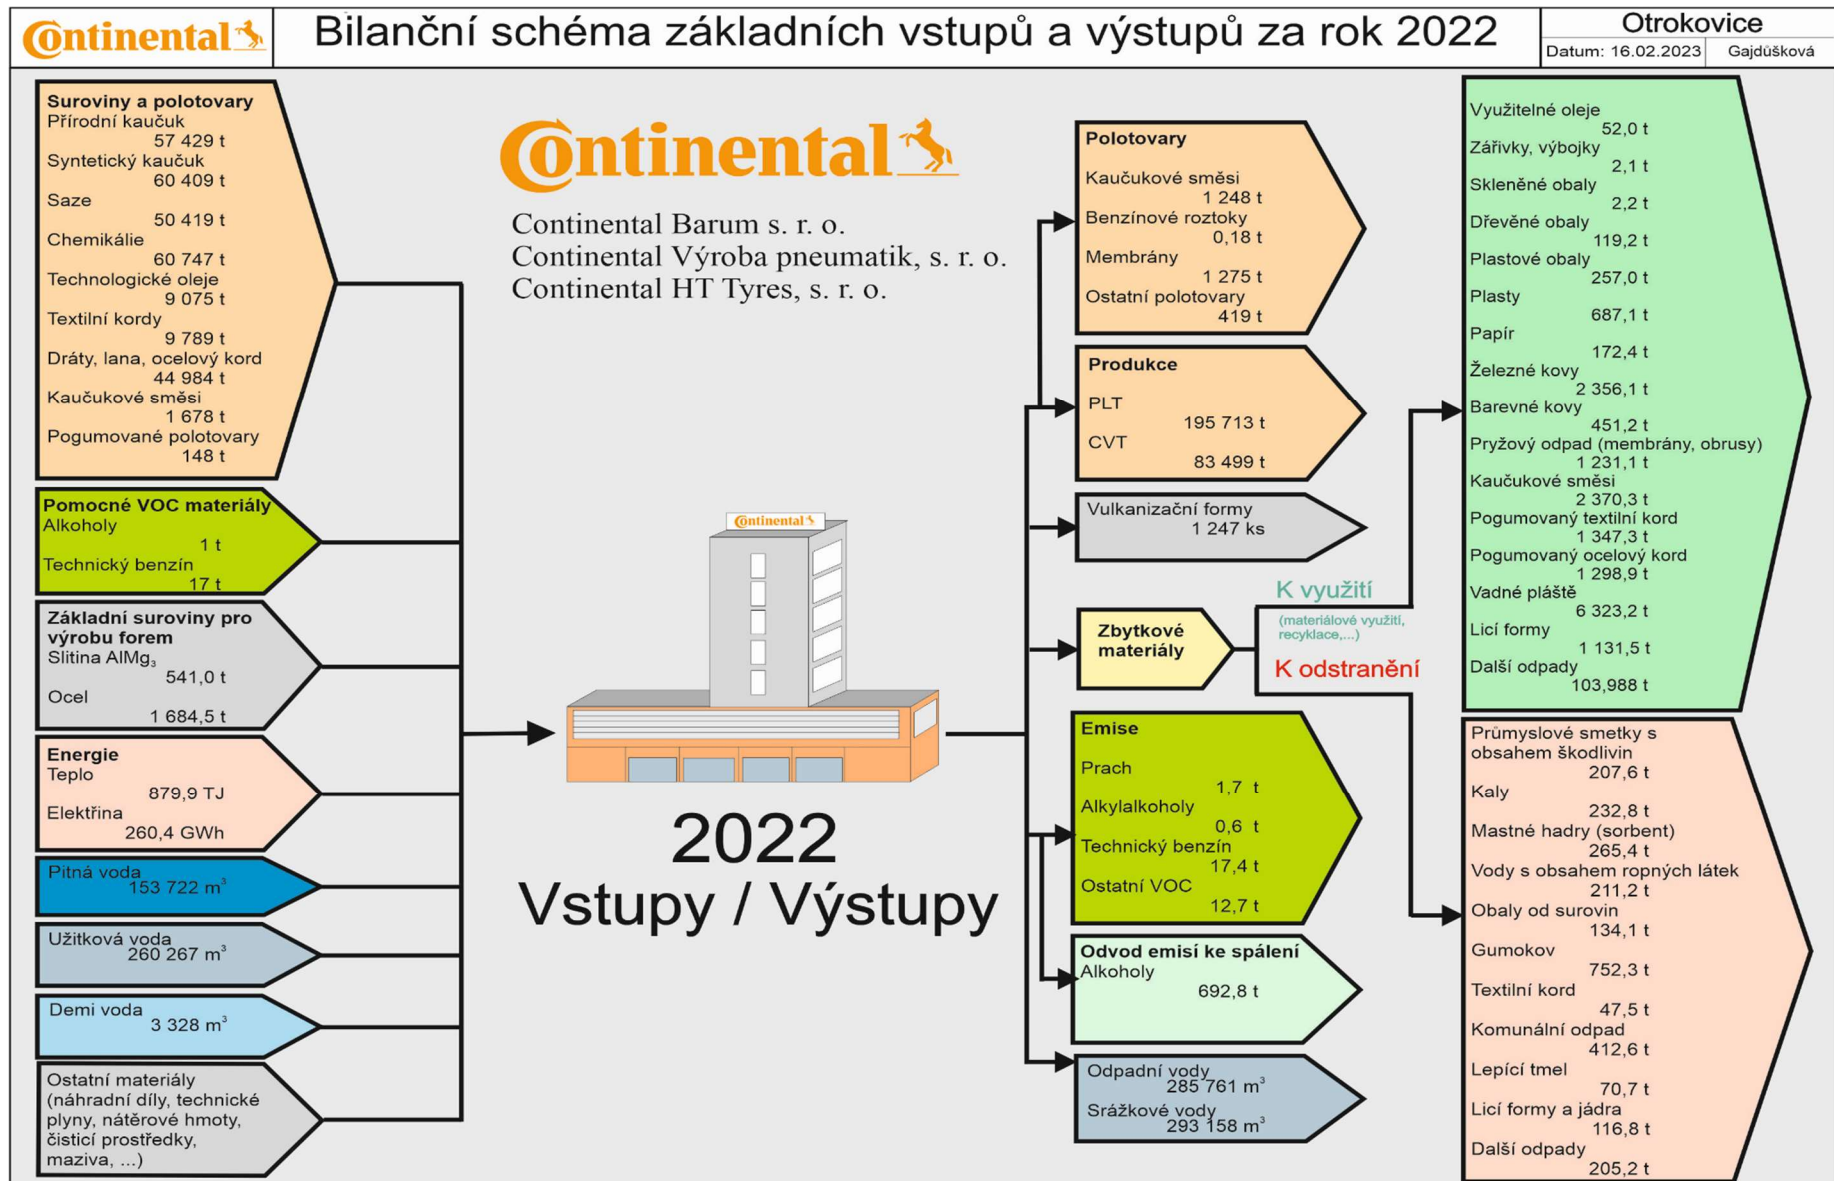 Continental
Bilanční schéma základních vstupů a výstupů za rok 2022
Otrokovice
Datum: 16.02.2023
Gajdůšková
Suroviny a polotovary
Přírodní kaučuk
57 429 t
Syntetický kaučuk
60 409 t
Saze
50 419 t
Chemikálie
60 747 t
Technologické oleje
9 075 t
Textilní kordy
9 789 t
Dráty, lana, ocelový kord
44 984 t
Kaučukové směsi
1 678 t
Pogumované polotovary
148 t
Pomocné VOC materiály
Alkoholy
1 t
Technický benzín
17 t
Základní suroviny pro
výrobu forem
Slitina AlMg₃
541,0 t
Ocel
1 684,5 t
Energie
Teplo
879,9 TJ
Elektřina
260,4 GWh
Pitná voda
153 722 m³
Užitková voda
260 267 m³
Demi voda
3 328 m³
Ostatní materiály
(náhradní díly, technické
plyny, nátěrové hmoty,
čisticí prostředky,
maziva, ...)
Continental
Continental Barum s. r. o.
Continental Výroba pneumatik, s. r. o.
Continental HT Tyres, s. r. o.
Continental
2022
Vstupy / Výstupy
Polotovary
Kaučukové směsi
1 248 t
Benzínové roztoky
0,18 t
Membrány
1 275 t
Ostatní polotovary
419 t
Produkce
PLT
195 713 t
CVT
83 499 t
Vulkanizační formy
1 247 ks
Zbytkové
materiály
K využití
(materiálové využití,
recyklace,...)
K odstranění
Emise
Prach
1,7 t
Alkylalkoholy
0,6 t
Technický benzín
17,4 t
Ostatní VOC
12,7 t
Odvod emisí ke spálení
Alkoholy
692,8 t
Odpadní vody
285 761 m³
Srážkové vody
293 158 m³
Využitelné oleje
52,0 t
Zářivky, výbojky
2,1 t
Skleněné obaly
2,2 t
Dřevěné obaly
119,2 t
Plastové obaly
257,0 t
Plasty
687,1 t
Papír
172,4 t
Železné kovy
2 356,1 t
Barevné kovy
451,2 t
Pryžový odpad (membrány, obrusy)
1 231,1 t
Kaučukové směsi
2 370,3 t
Pogumovaný textilní kord
1 347,3 t
Pogumovaný ocelový kord
1 298,9 t
Vadné pláště
6 323,2 t
Licí formy
1 131,5 t
Další odpady
103,988 t
Průmyslové smetky s
obsahem škodlivin
207,6 t
Kaly
232,8 t
Mastné hadry (sorbent)
265,4 t
Vody s obsahem ropných látek
211,2 t
Obaly od surovin
134,1 t
Gumokov
752,3 t
Textilní kord
47,5 t
Komunální odpad
412,6 t
Lepící tmel
70,7 t
Licí formy a jádra
116,8 t
Další odpady
205,2 t